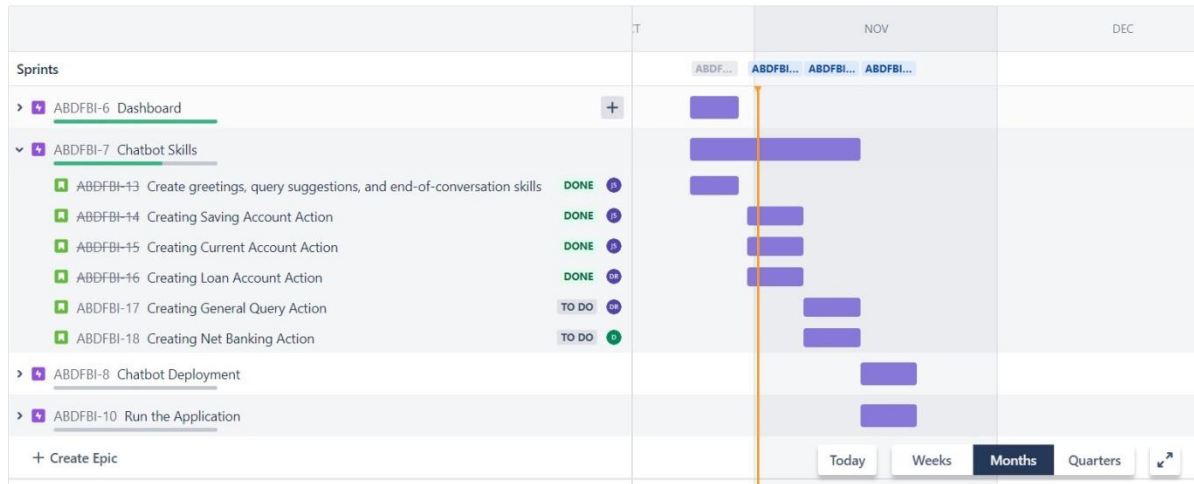 :T NOV DEC
Sprints ABDF... ABDFBI... ABDFBI... ABDFBI...
ABDFBI-6 Dashboard +
ABDFBI-7 Chatbot Skills
ABDFBI-13 Create greetings, query suggestions, and end-of-conversation skills DONE JS
ABDFBI-14 Creating Saving Account Action DONE JS
ABDFBI-15 Creating Current Account Action DONE JS
ABDFBI-16 Creating Loan Account Action DONE DR
ABDFBI-17 Creating General Query Action TO DO DR
ABDFBI-18 Creating Net Banking Action TO DO D
ABDFBI-8 Chatbot Deployment
ABDFBI-10 Run the Application
+ Create Epic Today Weeks Months Quarters